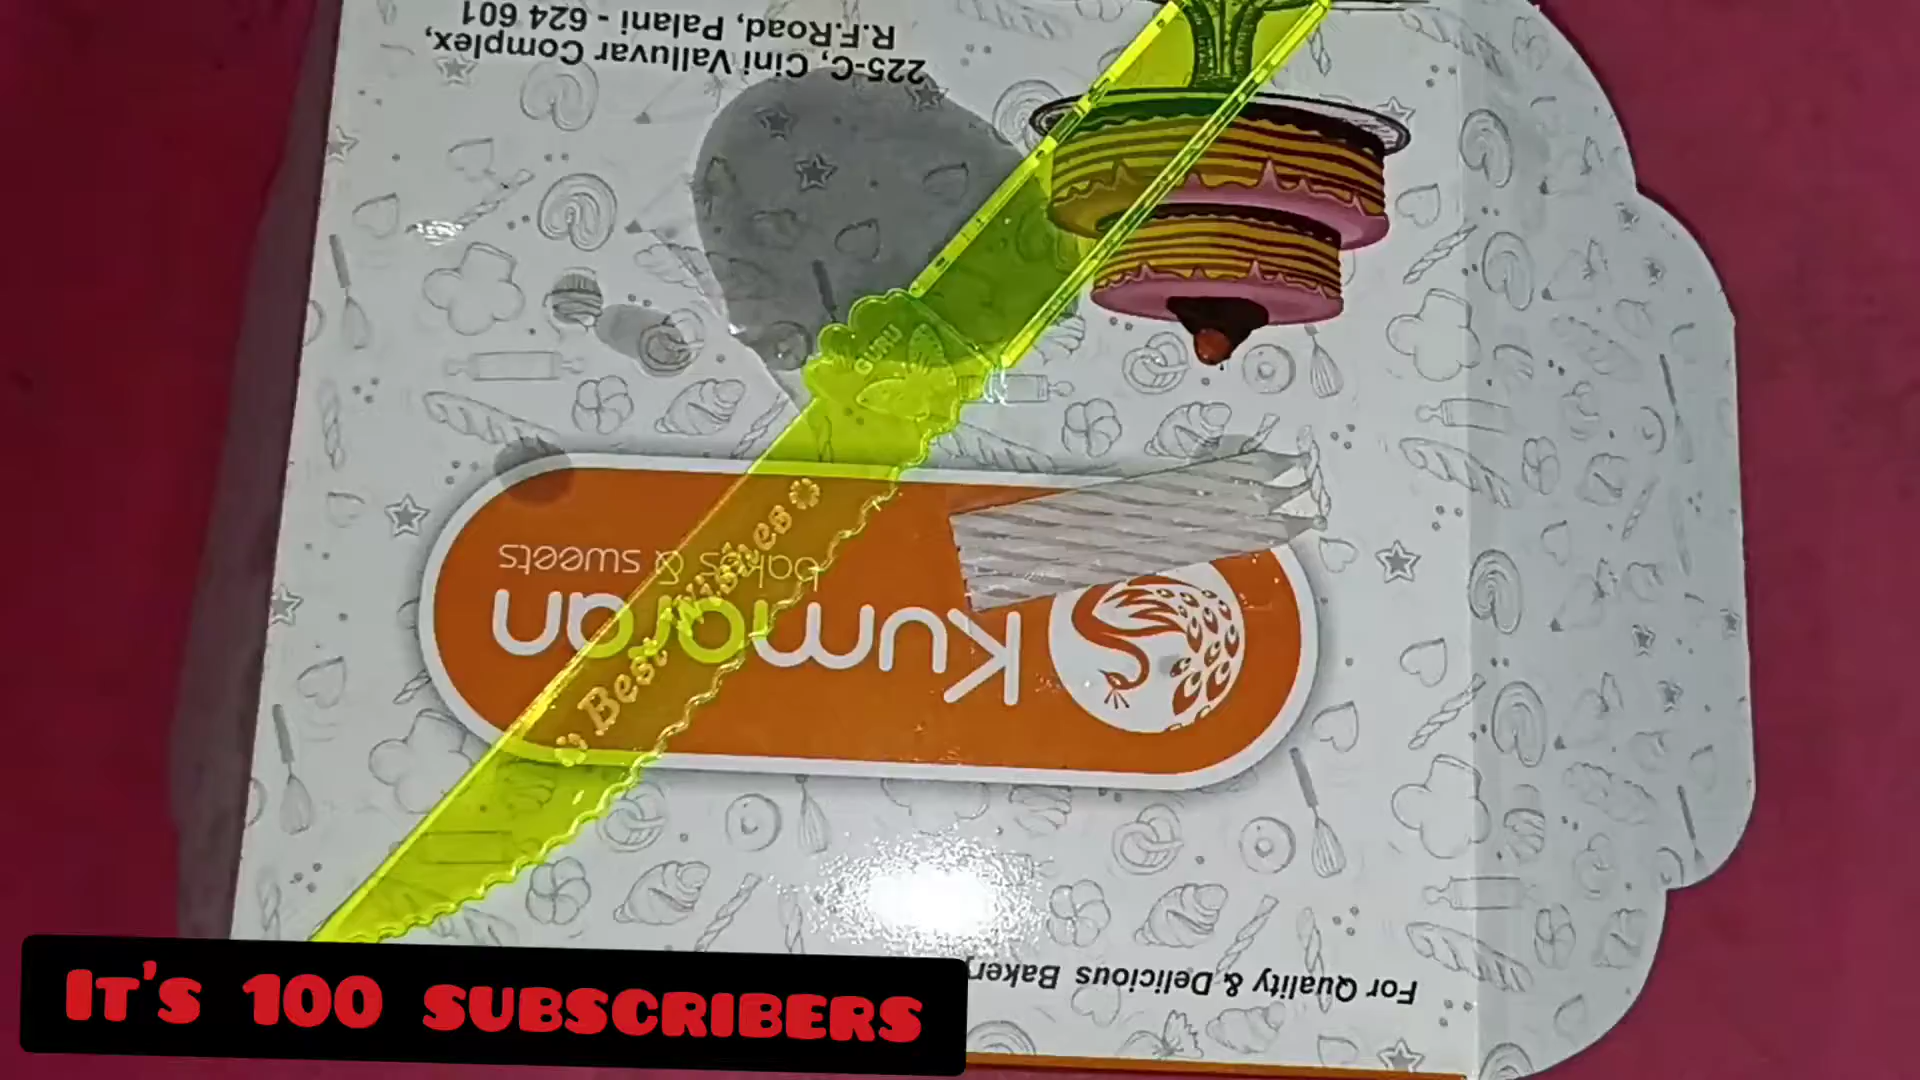 225-C, Cini Valluvar Complex,
R.F.Road, Palani - 624 601
GURU
Best Wishes
Kumaran
bakes & sweets
For Quality & Delicious
It's 100 subscribers